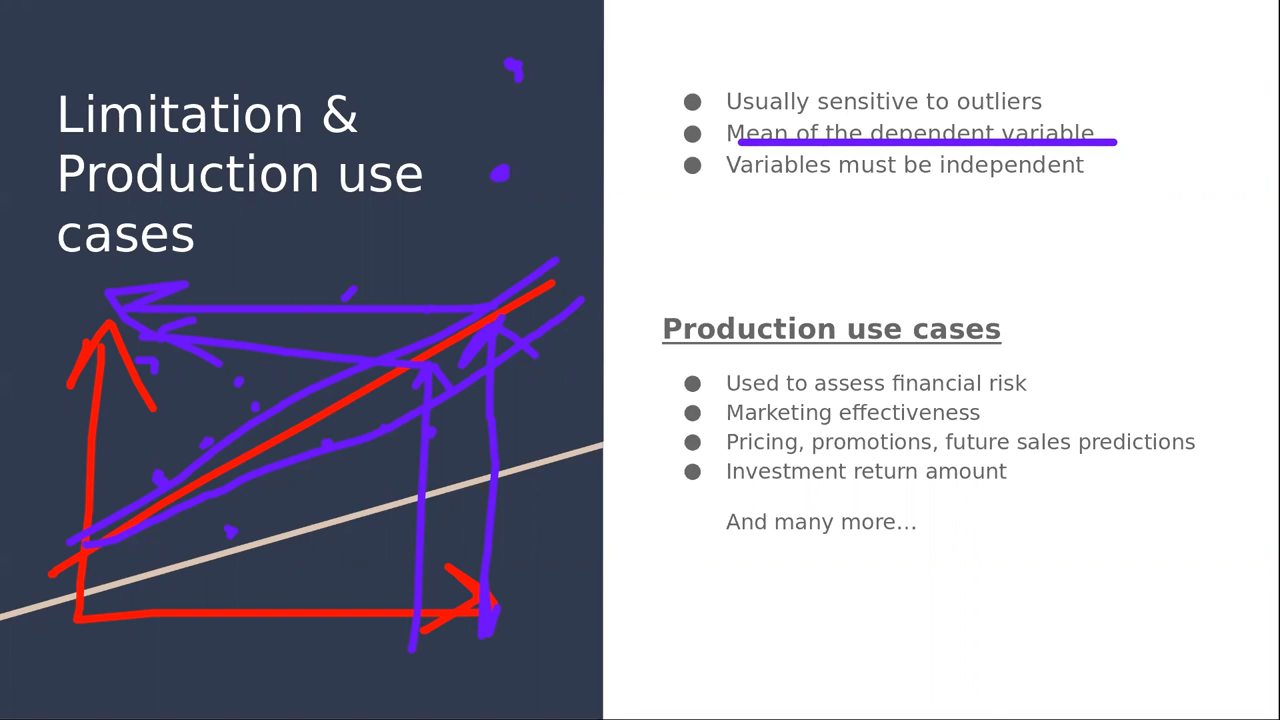 Limitation &
Production use
cases
Usually sensitive to outliers
Mean of the dependent variable
Variables must be independent
Production use cases
Used to assess financial risk
Marketing effectiveness
Pricing, promotions, future sales predictions
Investment return amount
And many more...